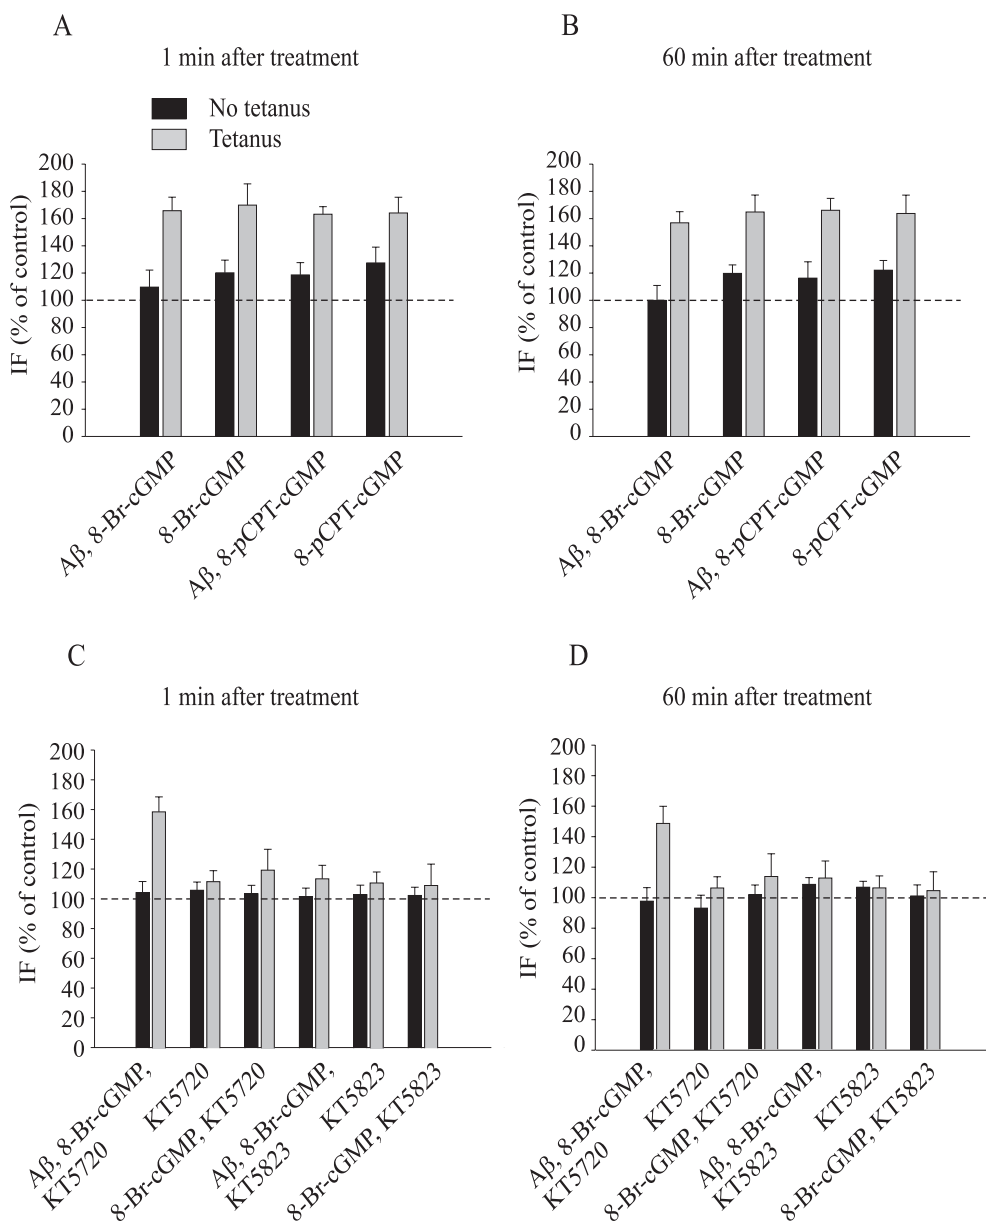 A
1 min after treatment
No tetanus
Tetanus
IF (% of control)
200
180
160
140
120
100
80
60
40
20
0
Aβ, 8-Br-cGMP
8-Br-cGMP
Aβ, 8-pCPT-cGMP
8-pCPT-cGMP
B
60 min after treatment
IF (% of control)
200
180
160
140
120
100
80
60
40
20
0
Aβ, 8-Br-cGMP
8-Br-cGMP
Aβ, 8-pCPT-cGMP
8-pCPT-cGMP
C
1 min after treatment
IF (% of control)
200
180
160
140
120
100
80
60
40
20
0
Aβ, 8-Br-cGMP,
KT5720
KT5720
8-Br-cGMP, KT5720
Aβ, 8-Br-cGMP,
KT5823
KT5823
8-Br-cGMP, KT5823
D
60 min after treatment
IF (% of control)
200
180
160
140
120
100
80
60
40
20
0
Aβ, 8-Br-cGMP,
KT5720
KT5720
8-Br-cGMP, KT5720
Aβ, 8-Br-cGMP,
KT5823
KT5823
8-Br-cGMP, KT5823